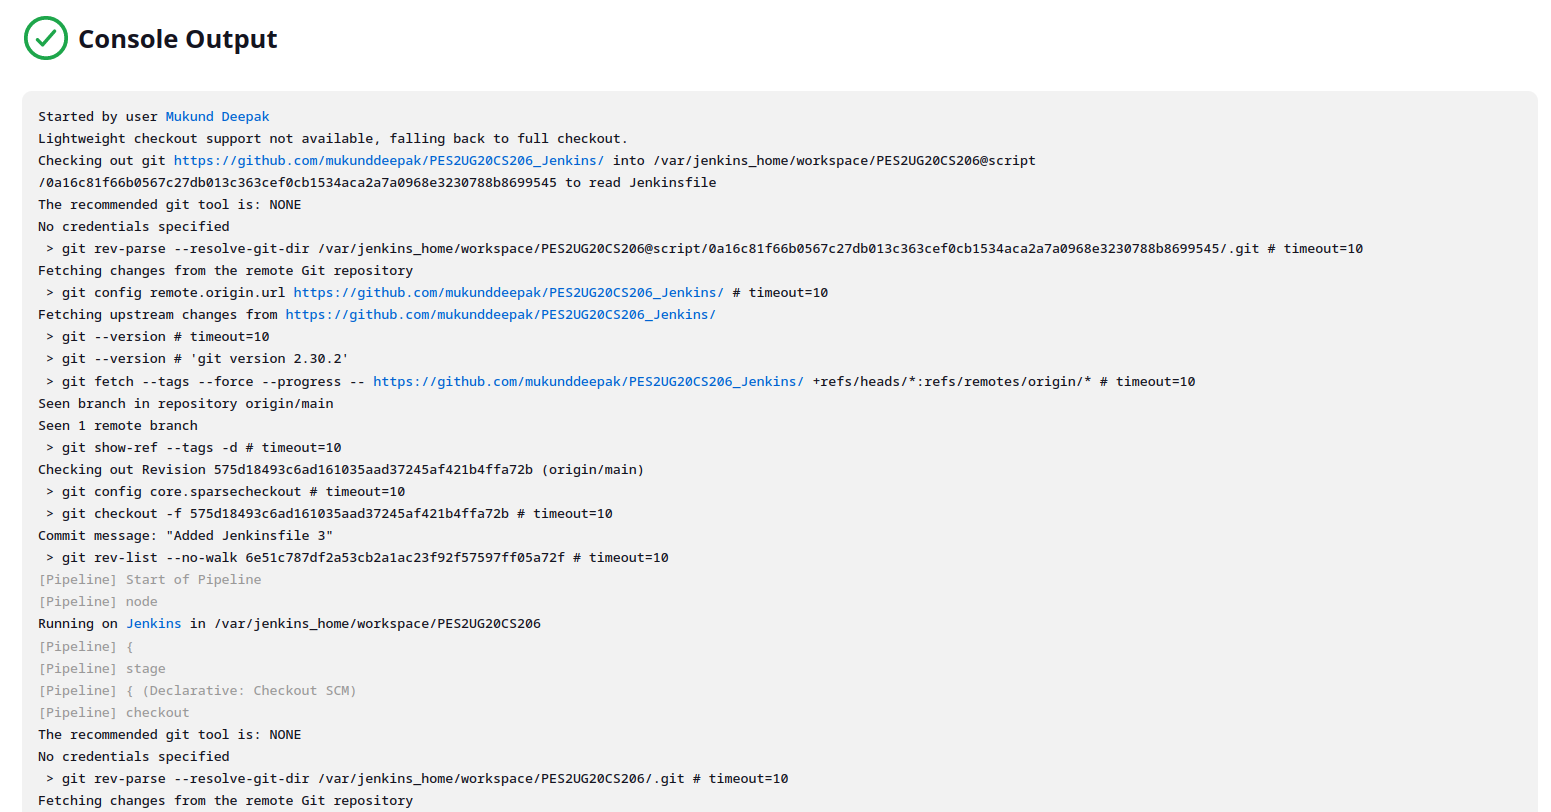 Console Output
Started by user Mukund Deepak
Lightweight checkout support not available, falling back to full checkout.
Checking out git https://github.com/mukunddeepak/PES2UG20CS206_Jenkins/ into /var/jenkins_home/workspace/PES2UG20CS206@script
/0a16c81f66b0567c27db013c363cef0cb1534aca2a7a0968e3230788b8699545 to read Jenkinsfile
The recommended git tool is: NONE
No credentials specified
 > git rev-parse --resolve-git-dir /var/jenkins_home/workspace/PES2UG20CS206@script/0a16c81f66b0567c27db013c363cef0cb1534aca2a7a0968e3230788b8699545/.git # timeout=10
Fetching changes from the remote Git repository
 > git config remote.origin.url https://github.com/mukunddeepak/PES2UG20CS206_Jenkins/ # timeout=10
Fetching upstream changes from https://github.com/mukunddeepak/PES2UG20CS206_Jenkins/
 > git --version # timeout=10
 > git --version # 'git version 2.30.2'
 > git fetch --tags --force --progress -- https://github.com/mukunddeepak/PES2UG20CS206_Jenkins/ +refs/heads/*:refs/remotes/origin/* # timeout=10
Seen branch in repository origin/main
Seen 1 remote branch
 > git show-ref --tags -d # timeout=10
Checking out Revision 575d18493c6ad161035aad37245af421b4ffa72b (origin/main)
 > git config core.sparsecheckout # timeout=10
 > git checkout -f 575d18493c6ad161035aad37245af421b4ffa72b # timeout=10
Commit message: "Added Jenkinsfile 3"
 > git rev-list --no-walk 6e51c787df2a53cb2a1ac23f92f57597ff05a72f # timeout=10
[Pipeline] Start of Pipeline
[Pipeline] node
Running on Jenkins in /var/jenkins_home/workspace/PES2UG20CS206
[Pipeline] {
[Pipeline] stage
[Pipeline] { (Declarative: Checkout SCM)
[Pipeline] checkout
The recommended git tool is: NONE
No credentials specified
 > git rev-parse --resolve-git-dir /var/jenkins_home/workspace/PES2UG20CS206/.git # timeout=10
Fetching changes from the remote Git repository